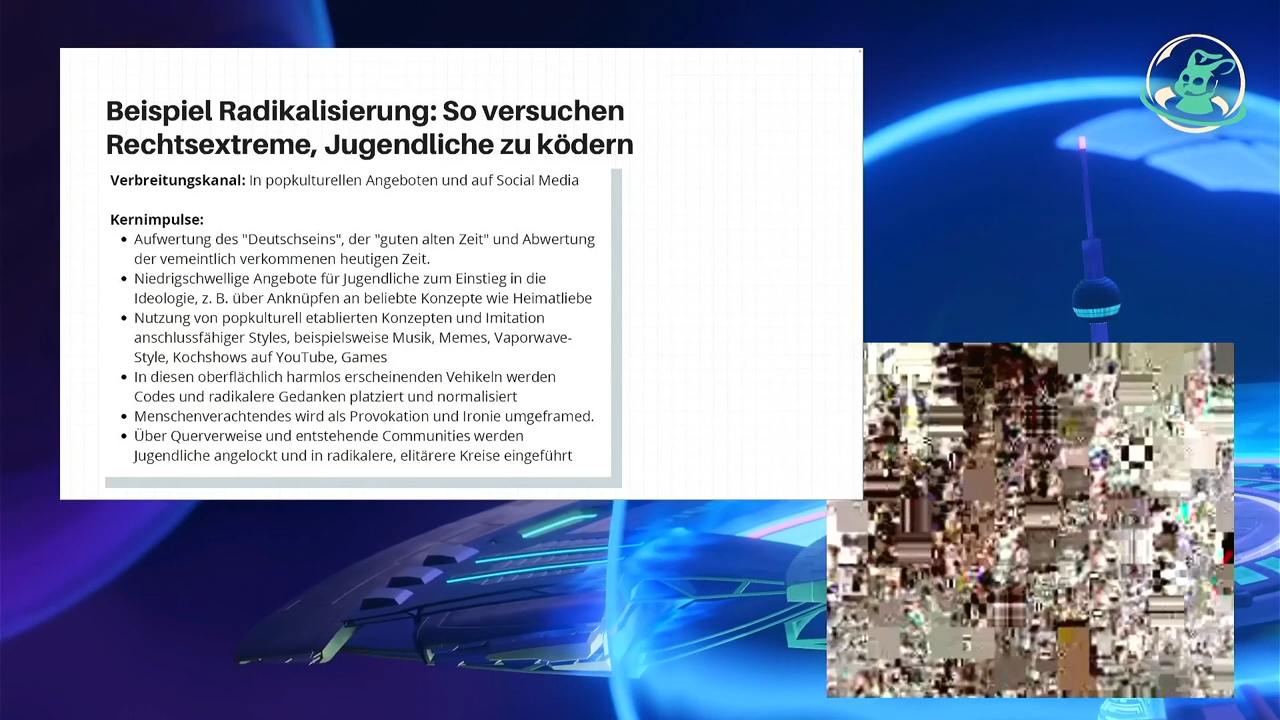 Beispiel Radikalisierung: So versuchen
Rechtsextreme, Jugendliche zu ködern
Verbreitungskanal: In popkulturellen Angeboten und auf Social Media
Kernimpulse:
• Aufwertung des "Deutschseins", der "guten alten Zeit" und Abwertung
der vemeintlich verkommenen heutigen Zeit.
• Niedrigschwellige Angebote für Jugendliche zum Einstieg in die
Ideologie, z. B. über Anknüpfen an beliebte Konzepte wie Heimatliebe
• Nutzung von popkulturell etablierten Konzepten und Imitation
anschlussfähiger Styles, beispielsweise Musik, Memes, Vaporwave-
Style, Kochshows auf YouTube, Games
• In diesen oberflächlich harmlos erscheinenden Vehikeln werden
Codes und radikalere Gedanken platziert und normalisiert
• Menschenverachtendes wird als Provokation und Ironie umgeframed.
• Über Querverweise und entstehende Communities werden
Jugendliche angelockt und in radikalere, elitärere Kreise eingeführt